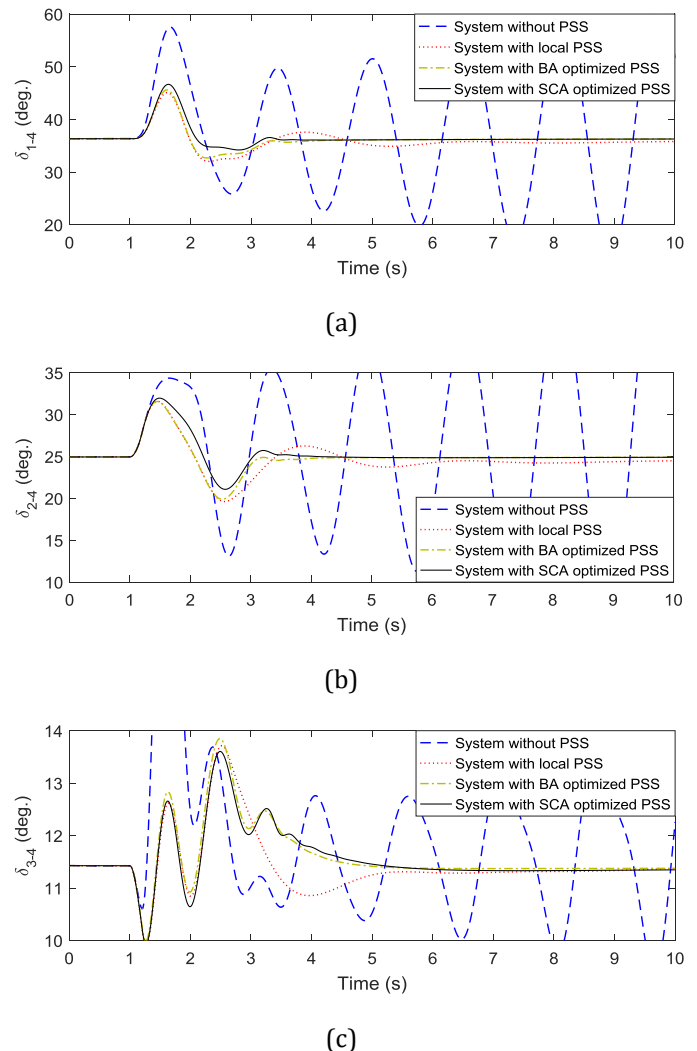 60
50
40
30
20
δ1-4 (deg.)
System without PSS
System with local PSS
System with BA optimized PSS
System with SCA optimized PSS
0 1 2 3 4 5 6 7 8 9 10
Time (s)
(a)
35
30
25
20
15
10
δ2-4 (deg.)
System without PSS
System with local PSS
System with BA optimized PSS
System with SCA optimized PSS
0 1 2 3 4 5 6 7 8 9 10
Time (s)
(b)
14
13
12
11
10
δ3-4 (deg.)
System without PSS
System with local PSS
System with BA optimized PSS
System with SCA optimized PSS
0 1 2 3 4 5 6 7 8 9 10
Time (s)
(c)